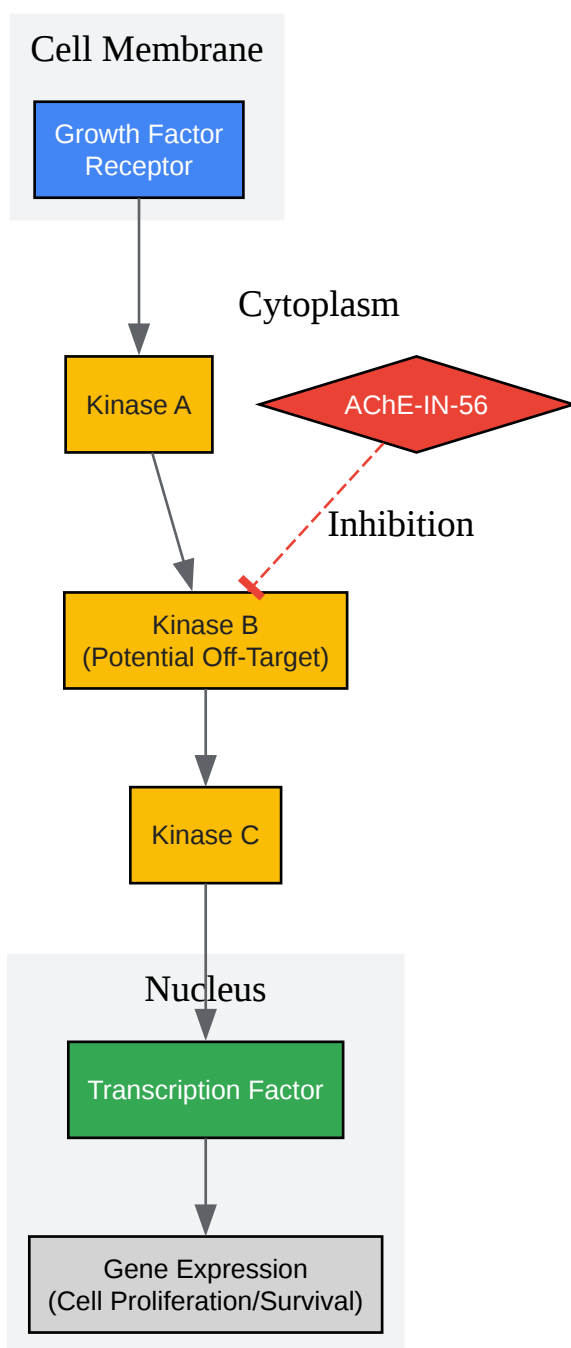 Cell Membrane
Growth Factor
Receptor
Cytoplasm
Kinase A
AChE-IN-56
Inhibition
Kinase B
(Potential Off-Target)
Kinase C
Nucleus
Transcription Factor
Gene Expression
(Cell Proliferation/Survival)